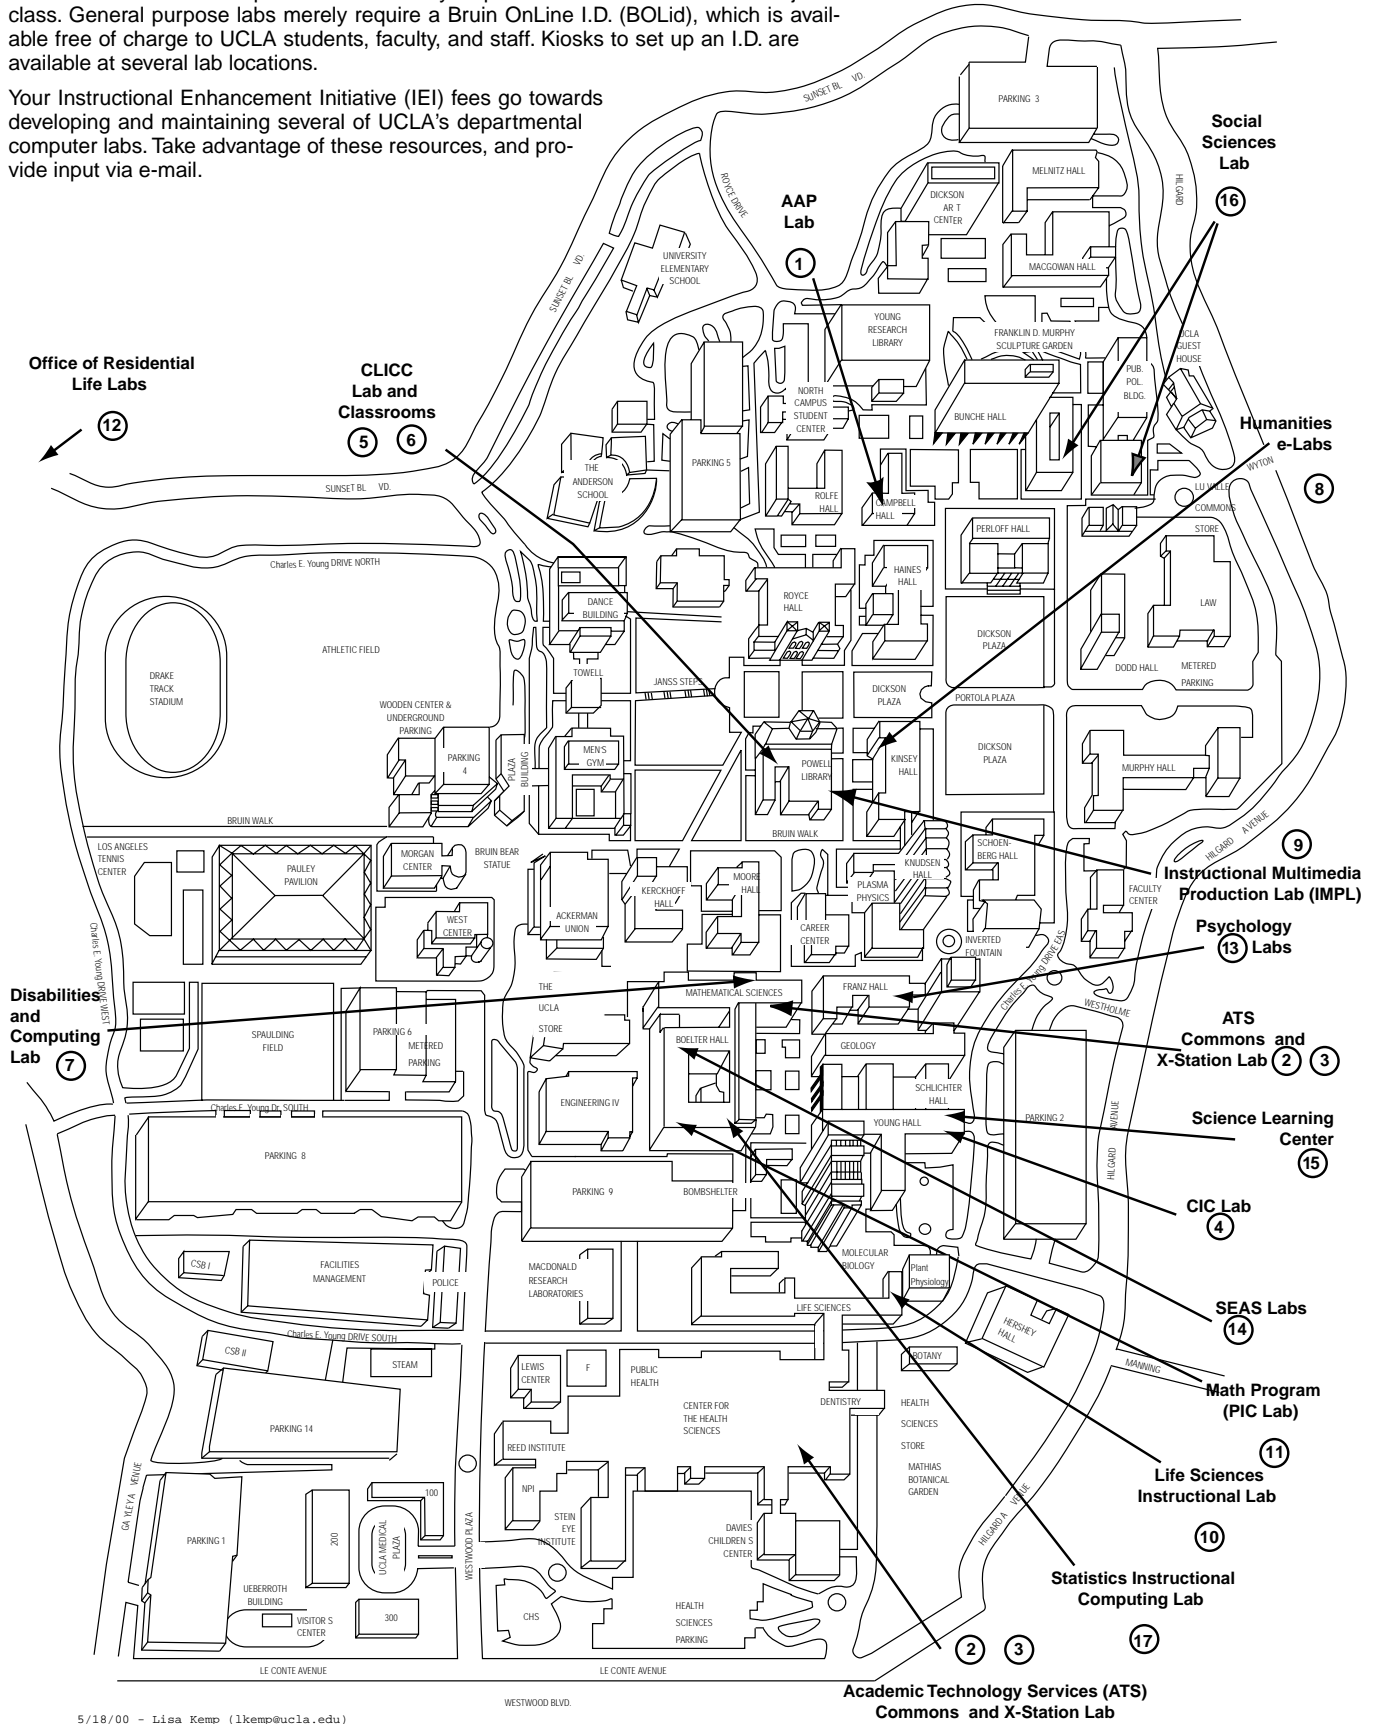 class. General purpose labs merely require a Bruin OnLine I.D. (BOLid), which is avail-
able free of charge to UCLA students, faculty, and staff. Kiosks to set up an I.D. are
available at several lab locations.
Your Instructional Enhancement Initiative (IEI) fees go towards
developing and maintaining several of UCLA's departmental
computer labs. Take advantage of these resources, and pro-
vide input via e-mail.
SUNSET BL VD.
PARKING 3
Social
Sciences
Lab
16
MELNITZ HALL
HILGARD
ROYCE DRIVE
DICKSON
AR T
CENTER
AAP
Lab
1
UNIVERSITY
ELEMENTARY
SCHOOL
MACGOWAN HALL
SUNSET BL VD.
YOUNG
RESEARCH
LIBRARY
FRANKLIN D. MURPHY
SCULPTURE GARDEN
UCLA
GUEST
HOUSE
Office of Residential
Life Labs
12
CLICC
Lab and
Classrooms
5 6
PUB.
POL.
BLDG.
NORTH
CAMPUS
STUDENT
CENTER
BUNCHE HALL
Humanities
e-Labs
8
WYTON
THE
ANDERSON
SCHOOL
PARKING 5
SUNSET BL VD.
ROLFE
HALL
CAMPBELL
HALL
LU VALLE
COMMONS
STORE
PERLOFF HALL
Charles E. Young DRIVE NORTH
HAINES
HALL
DANCE
BUILDING
ROYCE
HALL
LAW
DICKSON
PLAZA
ATHLETIC FIELD
DRAKE
TRACK
STADIUM
TOWELL
JANSS STEPS
DODD HALL
METERED
PARKING
DICKSON
PLAZA
PORTOLA PLAZA
WOODEN CENTER &
UNDERGROUND
PARKING
PARKING
4
PLAZA
BUILDING
MEN'S
GYM
POWELL
LIBRARY
KINSEY
HALL
DICKSON
PLAZA
MURPHY HALL
BRUIN WALK
BRUIN WALK
HILGARD AVENUE
LOS ANGELES
TENNIS
CENTER
PAULEY
PAVILION
MORGAN
CENTER
BRUIN BEAR
STATUE
KERCKHOFF
HALL
MOORE
HALL
PLASMA
PHYSICS
KNUDSEN
HALL
SCHOEN-
BERG HALL
9
Instructional Multimedia
Production Lab (IMPL)
FACULTY
CENTER
WEST
CENTER
ACKERMAN
UNION
CAREER
CENTER
INVERTED
FOUNTAIN
Psychology
13 Labs
Charles E. Young DRIVE WEST
Charles E. Young DRIVE EAS
Disabilities
and
Computing
Lab 7
THE
UCLA
STORE
MATHEMATICAL SCIENCES
FRANZ HALL
WESTHOLME
SPAULDING
FIELD
PARKING 6
METERED
PARKING
BOELTER HALL
GEOLOGY
ATS
Commons and
X-Station Lab 2 3
SCHLICHTER
HALL
Charles E. Young Dr. SOUTH
ENGINEERING IV
YOUNG HALL
PARKING 2
HILGARD AVENUE
Science Learning
Center
15
PARKING 8
PARKING 9
BOMBSHELTER
CIC Lab
4
CSB I
FACILITIES
MANAGEMENT
POLICE
MACDONALD
RESEARCH
LABORATORIES
MOLECULAR
BIOLOGY
Plant
Physiology
LIFE SCIENCES
SEAS Labs
14
HERSHEY
HALL
Charles E. Young DRIVE SOUTH
CSB II
STEAM
LEWIS
CENTER
F
PUBLIC
HEALTH
BOTANY
MANNING
Math Program
(PIC Lab)
11
CENTER FOR
THE HEALTH
SCIENCES
DENTISTRY
HEALTH
SCIENCES
STORE
PARKING 14
REED INSTITUTE
MATHIAS
BOTANICAL
GARDEN
Life Sciences
Instructional Lab
10
GA YLEY A VENUE
NPI
100
WESTWOOD PLAZA
STEIN
EYE
INSTITUTE
HILGARD A VENUE
PARKING 1
200
UCLA MEDICAL
PLAZA
DAVIES
CHILDREN S
CENTER
Statistics Instructional
Computing Lab
17
UEBERROTH
BUILDING
VISITOR S
CENTER
300
CHS
HEALTH
SCIENCES
PARKING
2 3
LE CONTE AVENUE
LE CONTE AVENUE
Academic Technology Services (ATS)
Commons and X-Station Lab
WESTWOOD BLVD.
5/18/00 - Lisa Kemp (lkemp@ucla.edu)